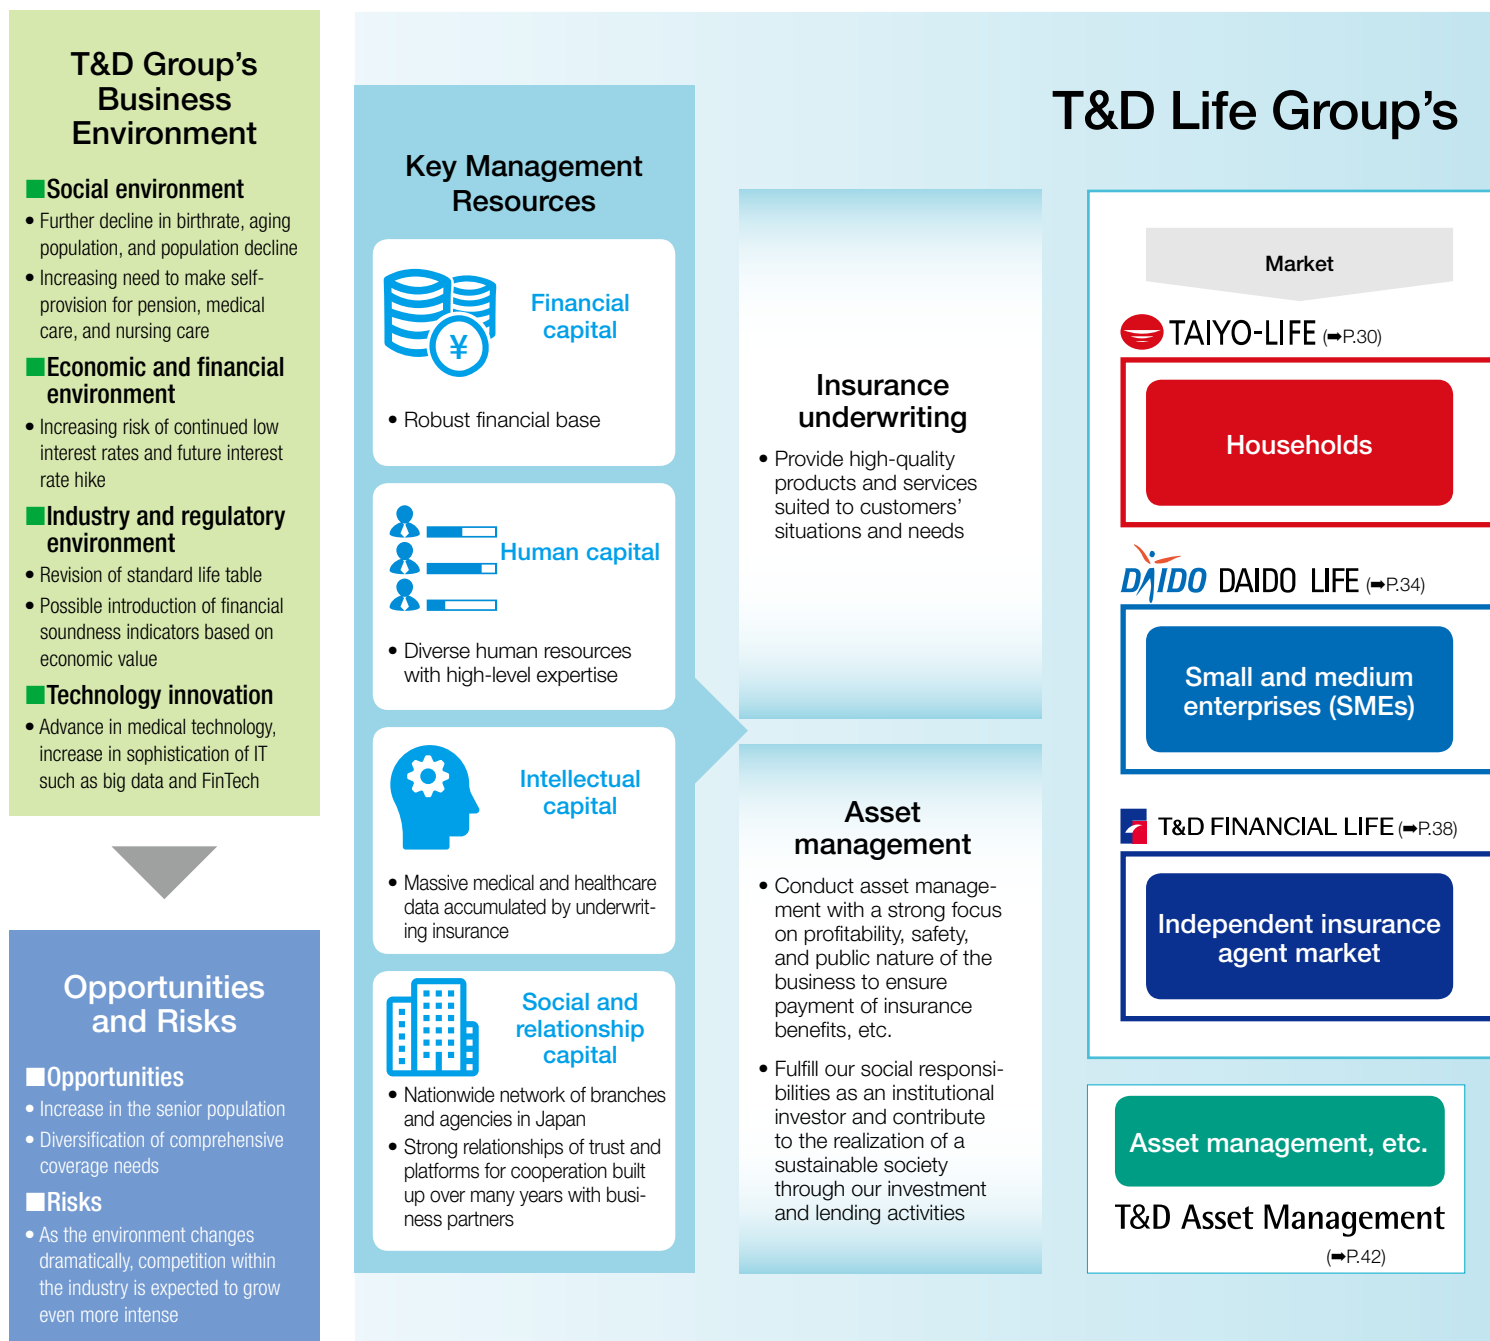 T&D Group's
Business
Environment
■Social environment
• Further decline in birthrate, aging
population, and population decline
• Increasing need to make self-
provision for pension, medical
care, and nursing care
■Economic and financial
environment
• Increasing risk of continued low
interest rates and future interest
rate hike
■Industry and regulatory
environment
• Revision of standard life table
• Possible introduction of financial
soundness indicators based on
economic value
■Technology innovation
• Advance in medical technology,
increase in sophistication of IT
such as big data and FinTech
Opportunities
and Risks
■Opportunities
• Increase in the senior population
• Diversification of comprehensive
coverage needs
■Risks
• As the environment changes
dramatically, competition within
the industry is expected to grow
even more intense
Key Management
Resources
Financial
capital
¥
• Robust financial base
Human capital
• Diverse human resources
with high-level expertise
Intellectual
capital
• Massive medical and healthcare
data accumulated by underwrit-
ing insurance
Social and
relationship
capital
• Nationwide network of branches
and agencies in Japan
• Strong relationships of trust and
platforms for cooperation built
up over many years with busi-
ness partners
Insurance
underwriting
• Provide high-quality
products and services
suited to customers'
situations and needs
Asset
management
• Conduct asset manage-
ment with a strong focus
on profitability, safety,
and public nature of the
business to ensure
payment of insurance
benefits, etc.
• Fulfill our social responsi-
bilities as an institutional
investor and contribute
to the realization of a
sustainable society
through our investment
and lending activities
T&D Life Group's
Market
TAIYO-LIFE (➡P.30)
Households
DAIDO DAIDO LIFE (➡P.34)
Small and medium
enterprises (SMEs)
T&D FINANCIAL LIFE (➡P.38)
Independent insurance
agent market
Asset management, etc.
T&D Asset Management
(➡P.42)